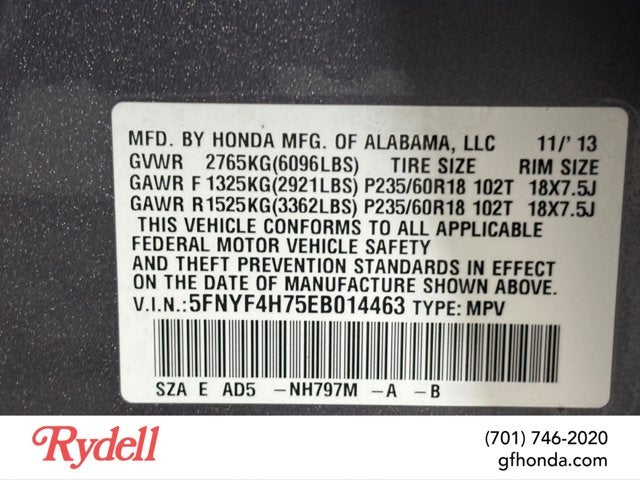 MFD. BY HONDA MFG. OF ALABAMA, LLC 11/' 13
GVWR 2765KG(6096LBS) TIRE SIZE RIM SIZE
GAWR F 1325KG(2921LBS) P235/60R18 102T 18X7.5J
GAWR R 1525KG(3362LBS) P235/60R18 102T 18X7.5J
THIS VEHICLE CONFORMS TO ALL APPLICABLE
FEDERAL MOTOR VEHICLE SAFETY
AND THEFT PREVENTION STANDARDS IN EFFECT
ON THE DATE OF MANUFACTURE SHOWN ABOVE.
V.I.N.: 5FNYF4H75EB014463 TYPE: MPV
SZA E AD5 -NH797M -A -B
Rydell
(701) 746-2020
gfhonda.com